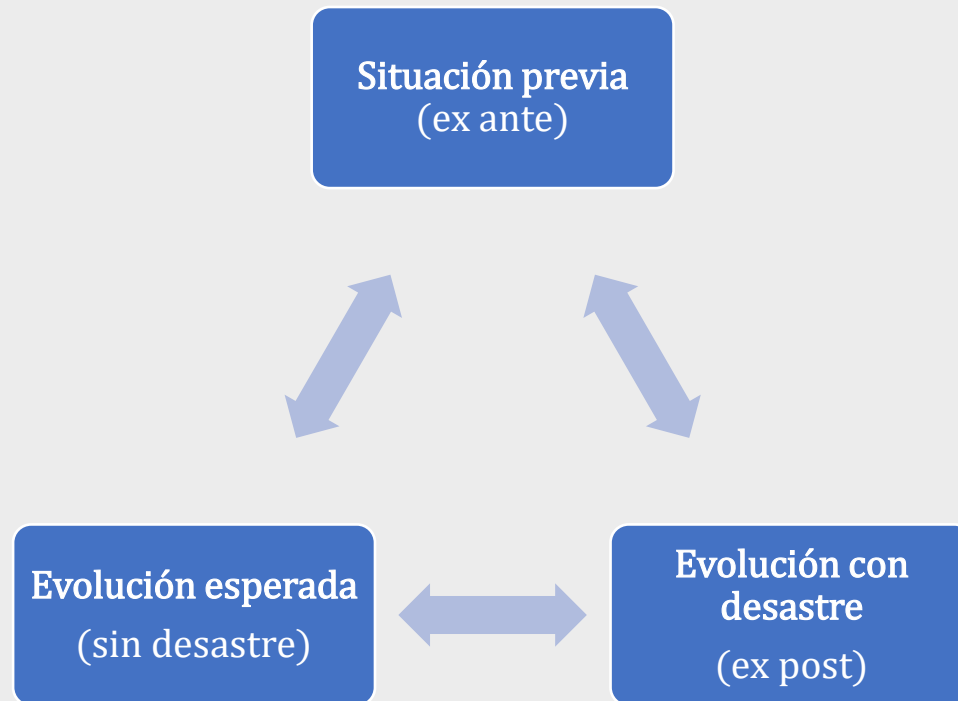 Situación previa
(ex ante)
Evolución esperada
(sin desastre)
Evolución con
desastre
(ex post)